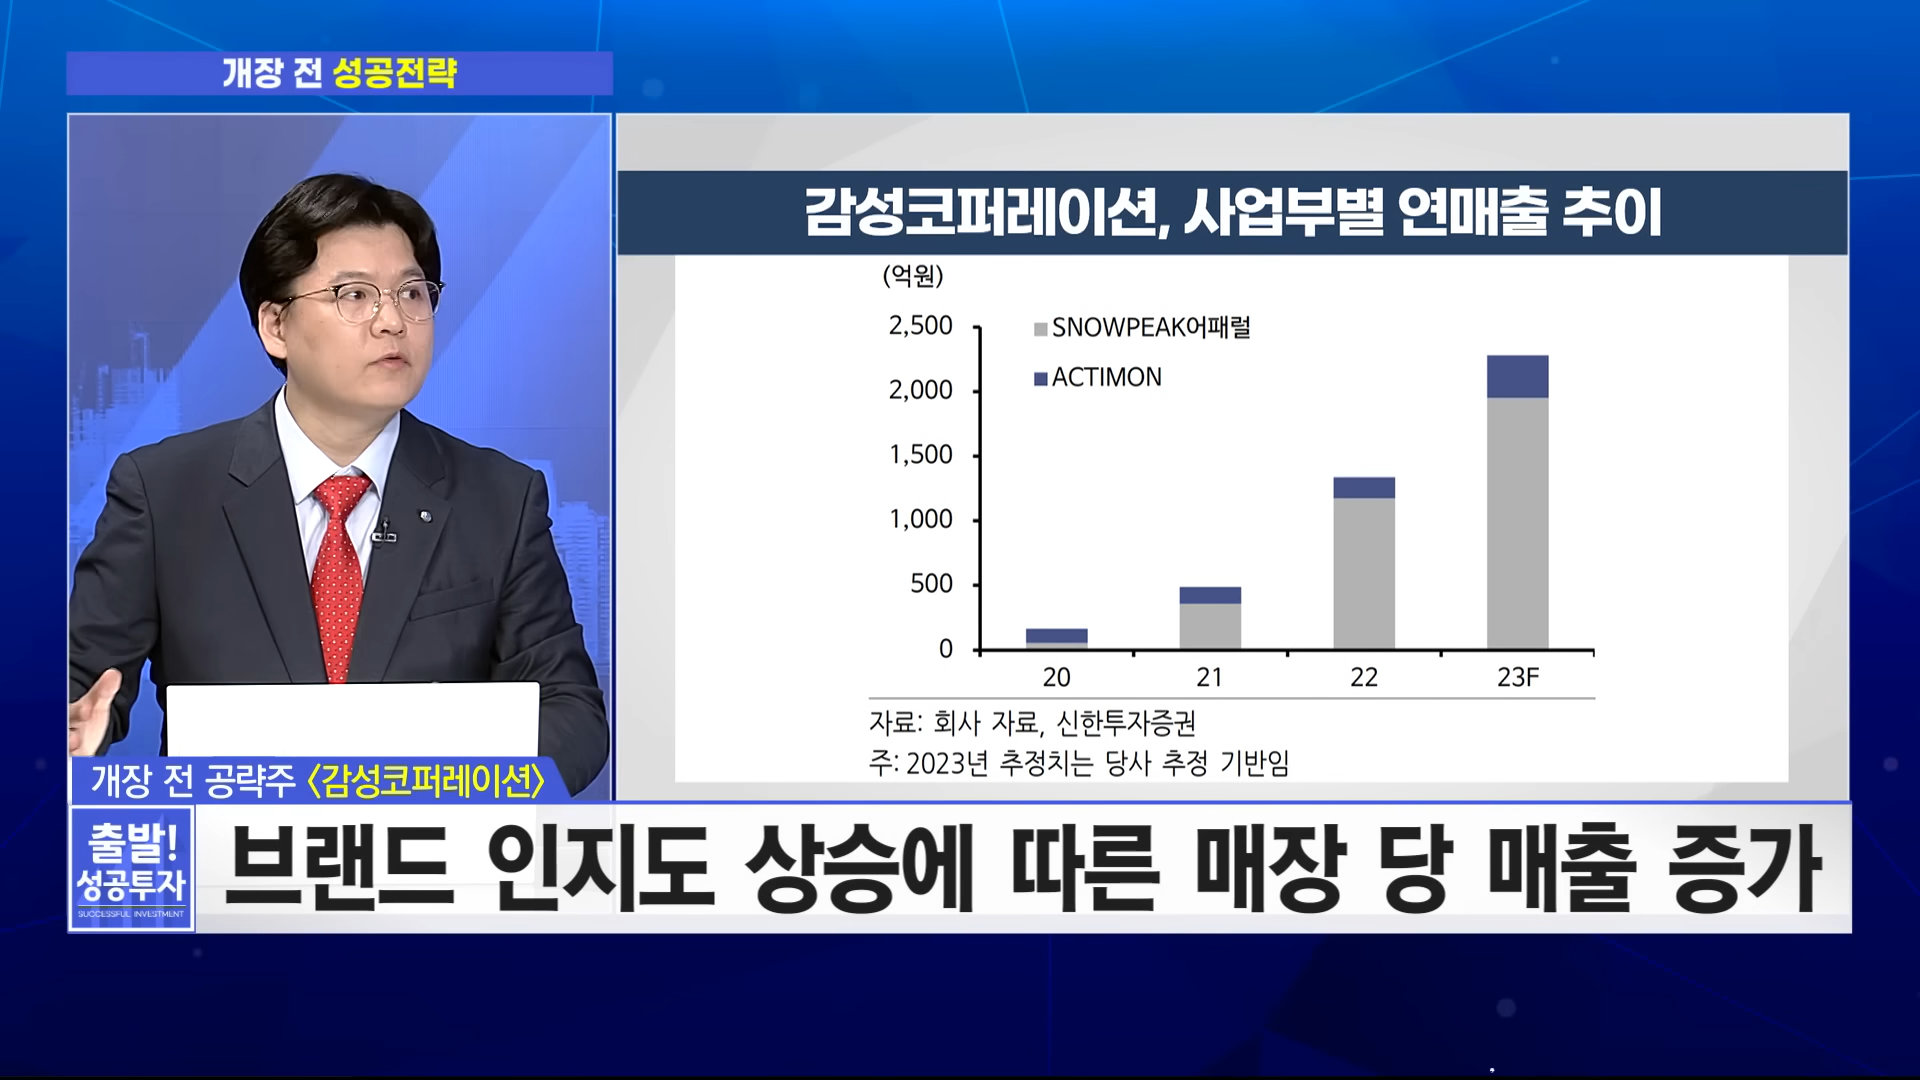 개장 전 성공전략
감성코퍼레이션, 사업부별 연매출 추이
(억원)
2,500
2,000
1,500
1,000
500
0
SNOWPEAK어패럴
ACTIMON
20
21
22
23F
자료: 회사 자료, 신한투자증권
주: 2023년 추정치는 당사 추정 기반임
개장 전 공략주 〈감성코퍼레이션〉
출발!
성공투자
SUCCESSFUL INVESTMENT
브랜드 인지도 상승에 따른 매장 당 매출 증가